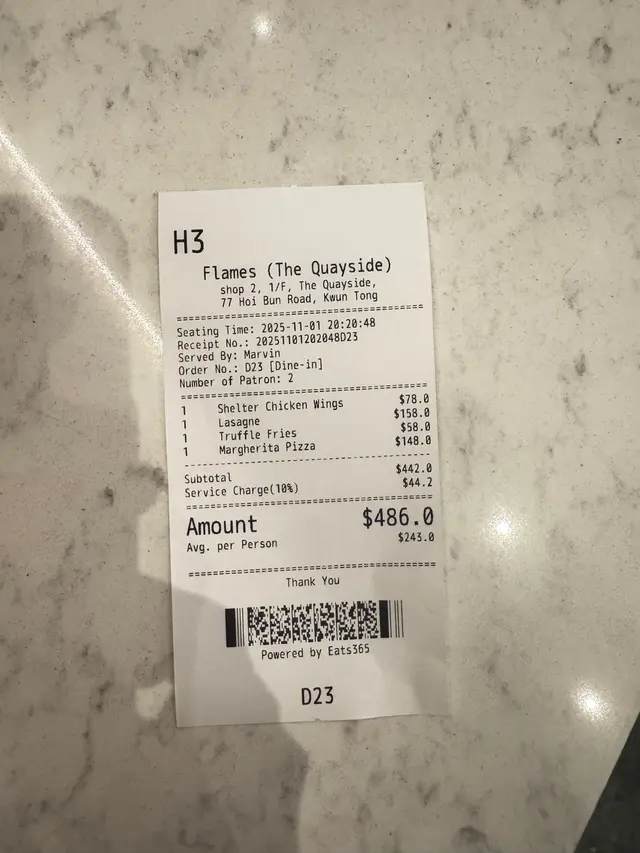 H3
Flames (The Quayside)
shop 2, 1/F, The Quayside,
77 Hoi Bun Road, Kwun Tong
Seating Time: 2025-11-01 20:20:48
Receipt No.: 20251101202048D23
Served By: Marvin
Order No.: D23 [Dine-in]
Number of Patron: 2
1 Shelter Chicken Wings $78.0
1 Lasagne $158.0
1 Truffle Fries $58.0
1 Margherita Pizza $148.0
Subtotal $442.0
Service Charge(10%) $44.2
Amount $486.0
Avg. per Person $243.0
Thank You
Powered by Eats365
D23